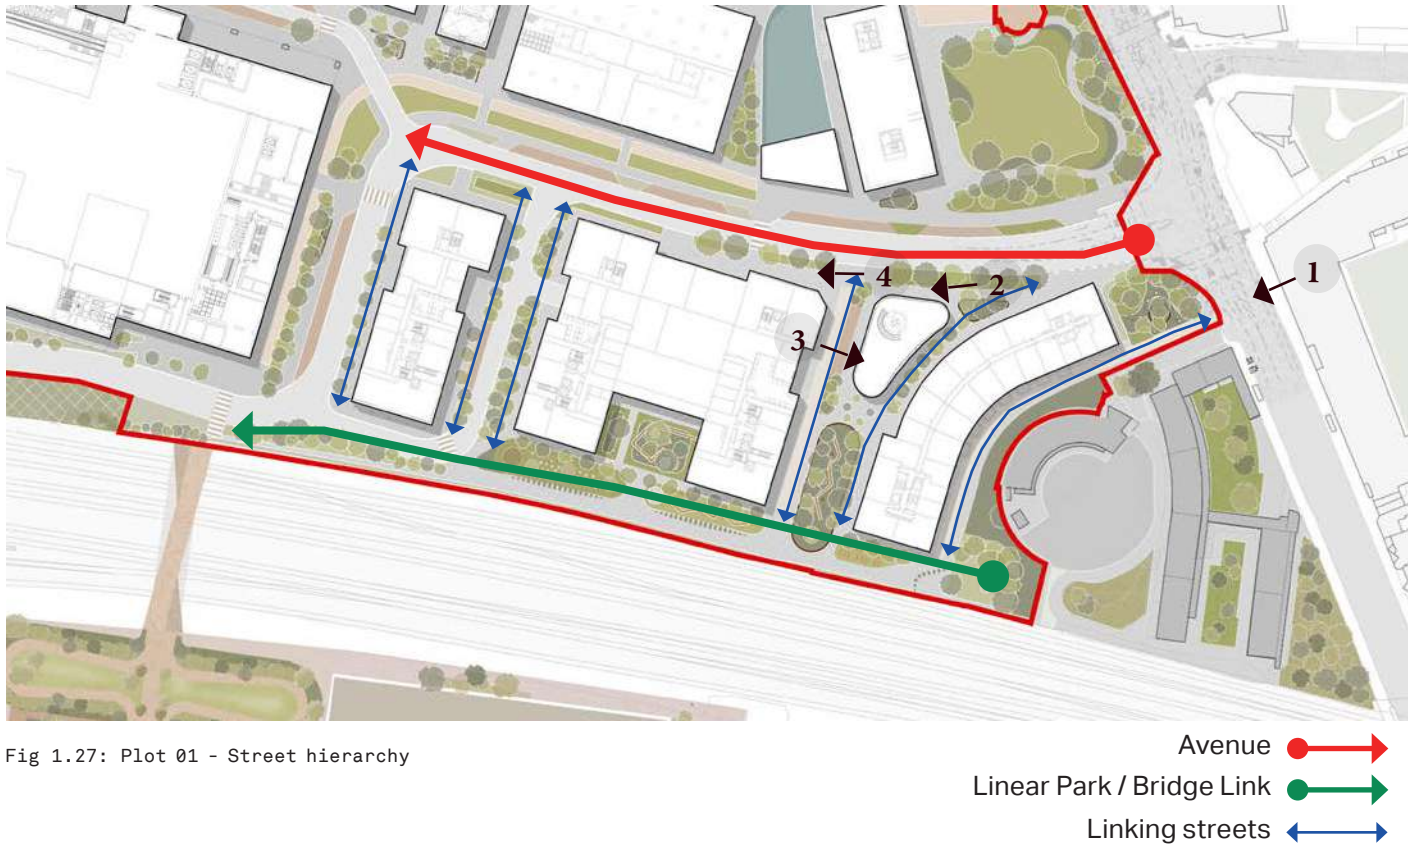 1
4
2
3
Fig 1.27: Plot 01 - Street hierarchy
Avenue
Linear Park / Bridge Link
Linking streets